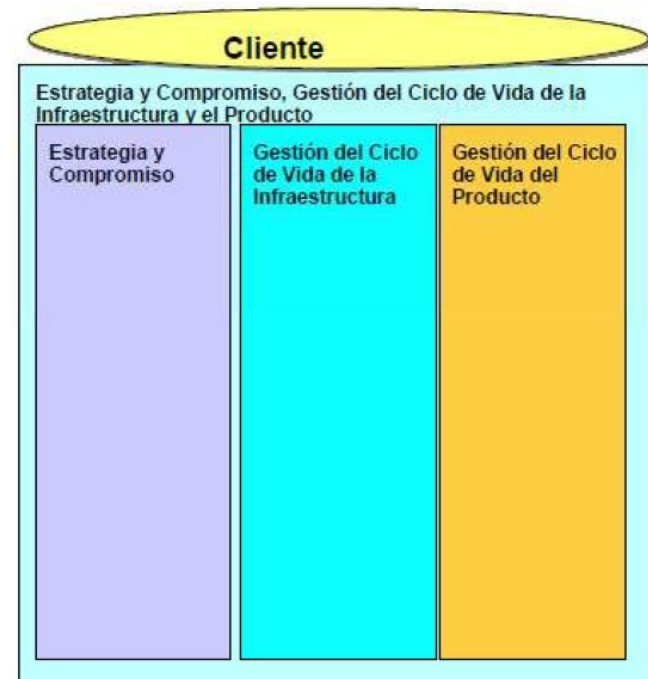 Cliente
Estrategia y Compromiso, Gestión del Ciclo de Vida de la
Infraestructura y el Producto
Estrategia y
Compromiso
Gestión del Ciclo
de Vida de la
Infraestructura
Gestión del Ciclo
de Vida del
Producto